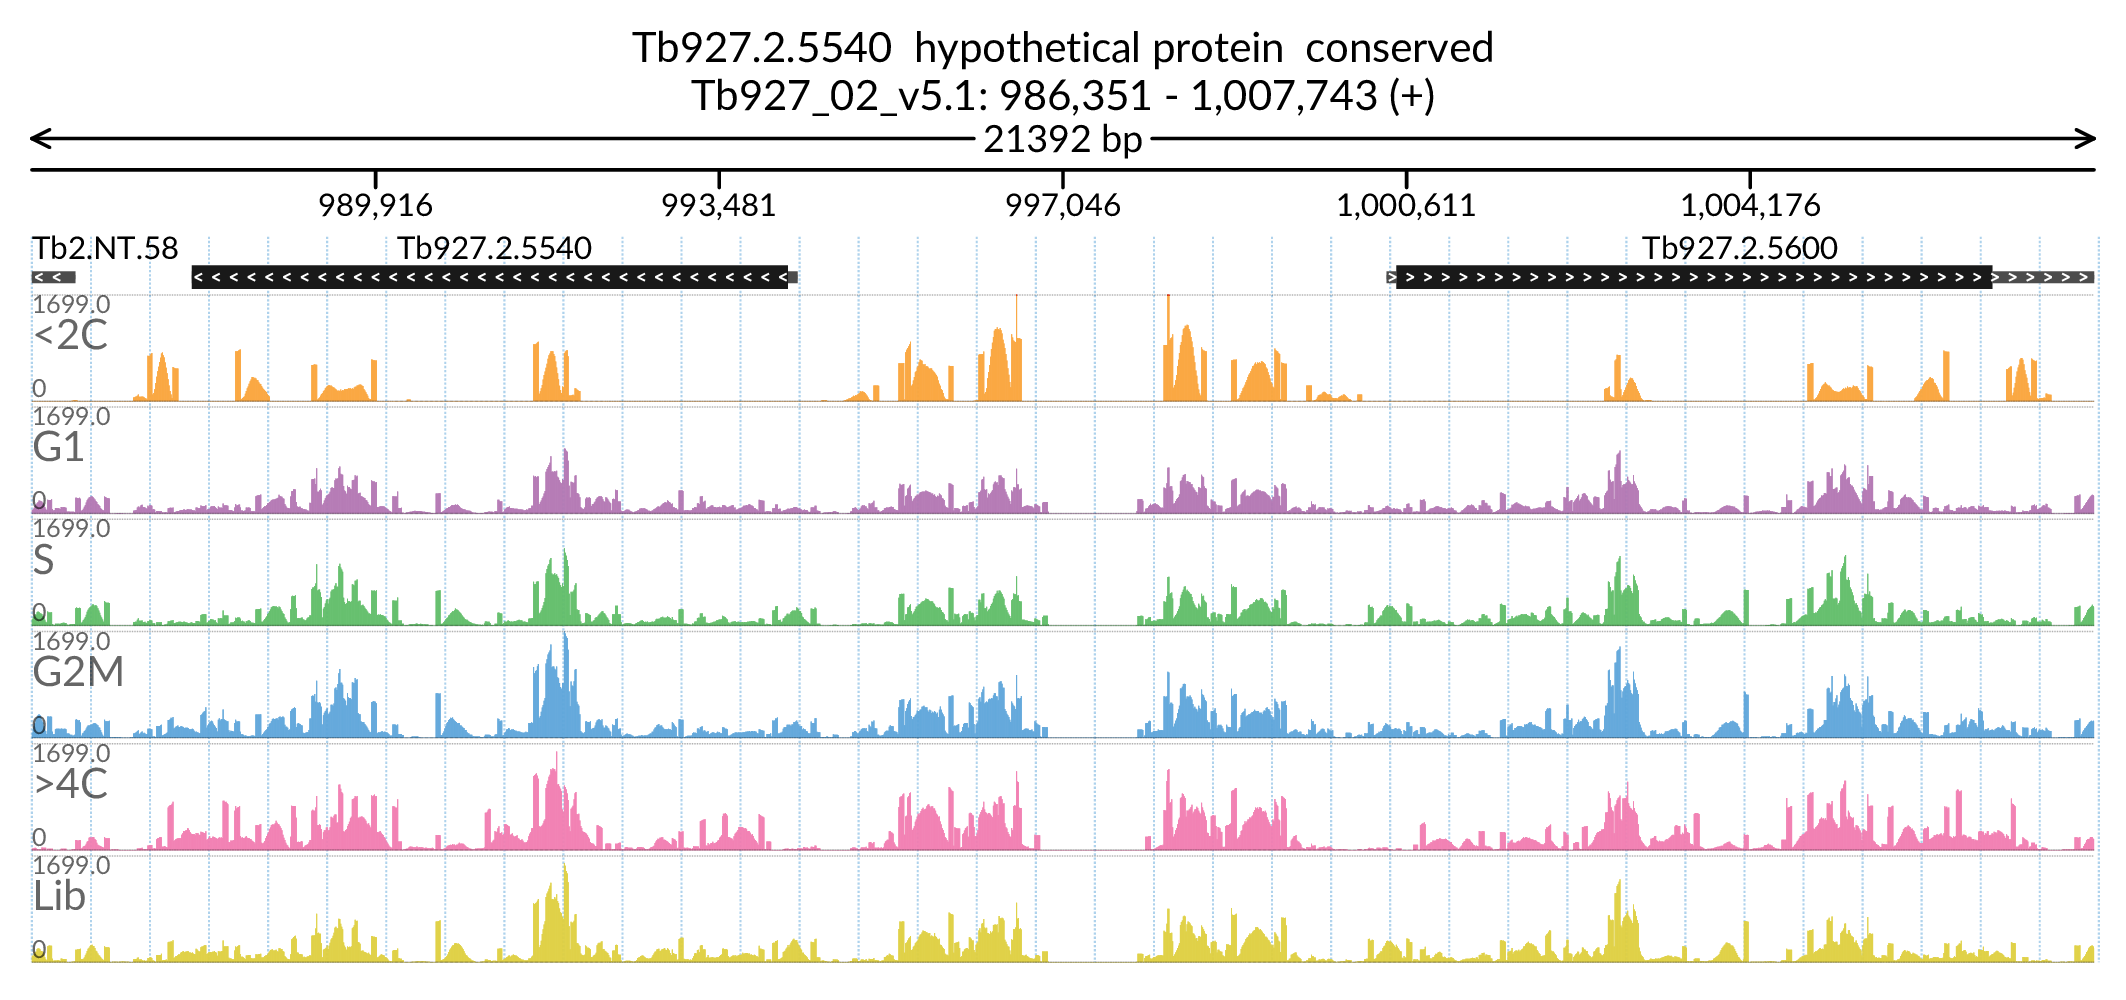 Tb927.2.5540  hypothetical protein  conserved
Tb927_02_v5.1: 986,351 - 1,007,743 (+)
21392 bp
989,916 993,481 997,046 1,000,611 1,004,176
Tb2.NT.58 Tb927.2.5540 Tb927.2.5600
1699.0
<2C
0
1699.0
G1
0
1699.0
S
0
1699.0
G2M
0
1699.0
>4C
0
1699.0
Lib
0